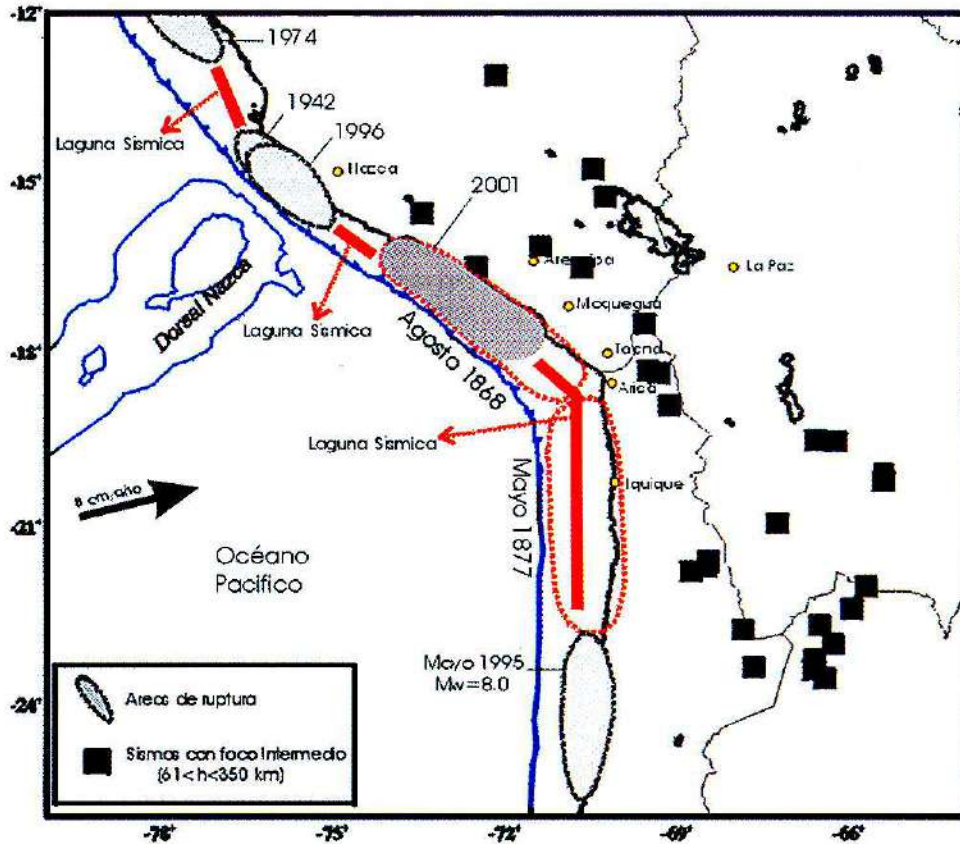 -12°
1974
1942
Laguna Sismica
1996
Nazca
-15°
2001
Arequipa
La Paz
Moquegua
Dorsal Nazca
Laguna Sísmica
Agosto 1868
-18°
Tacna
Arica
Laguna Sísmica
Mayo 1877
Iquique
8 cm/año
-21°
Océano
Pacífico
Mayo 1995
Mw=8.0
-24°
Areas de ruptura
Sismos con foco Intermedio
(61<h<350 km)
-78° -75° -72° -69° -66°